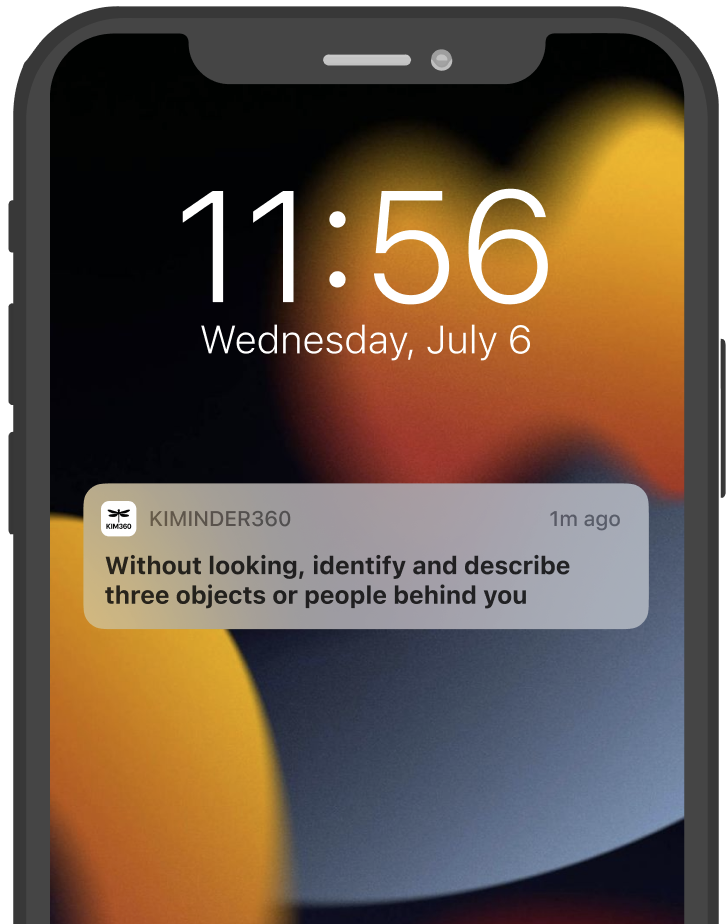 11:56
Wednesday, July 6
KIM360
KIMINDER360 1m ago
Without looking, identify and describe
three objects or people behind you